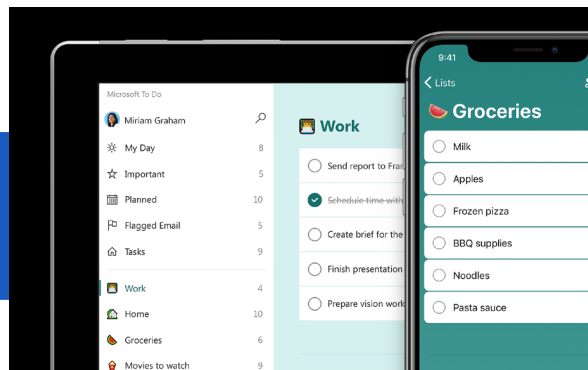 Microsoft To Do
Miriam Graham
My Day 8
Important 5
Planned 10
Flagged Email 5
Tasks 9
Work 4
Home 10
Groceries 6
Movies to watch 9
Work
Send report to
Schedule time with
Create brief for the
Finish presentation
Prepare vision
9:41
Lists
Groceries
Milk
Apples
Frozen pizza
BBQ supplies
Noodles
Pasta sauce